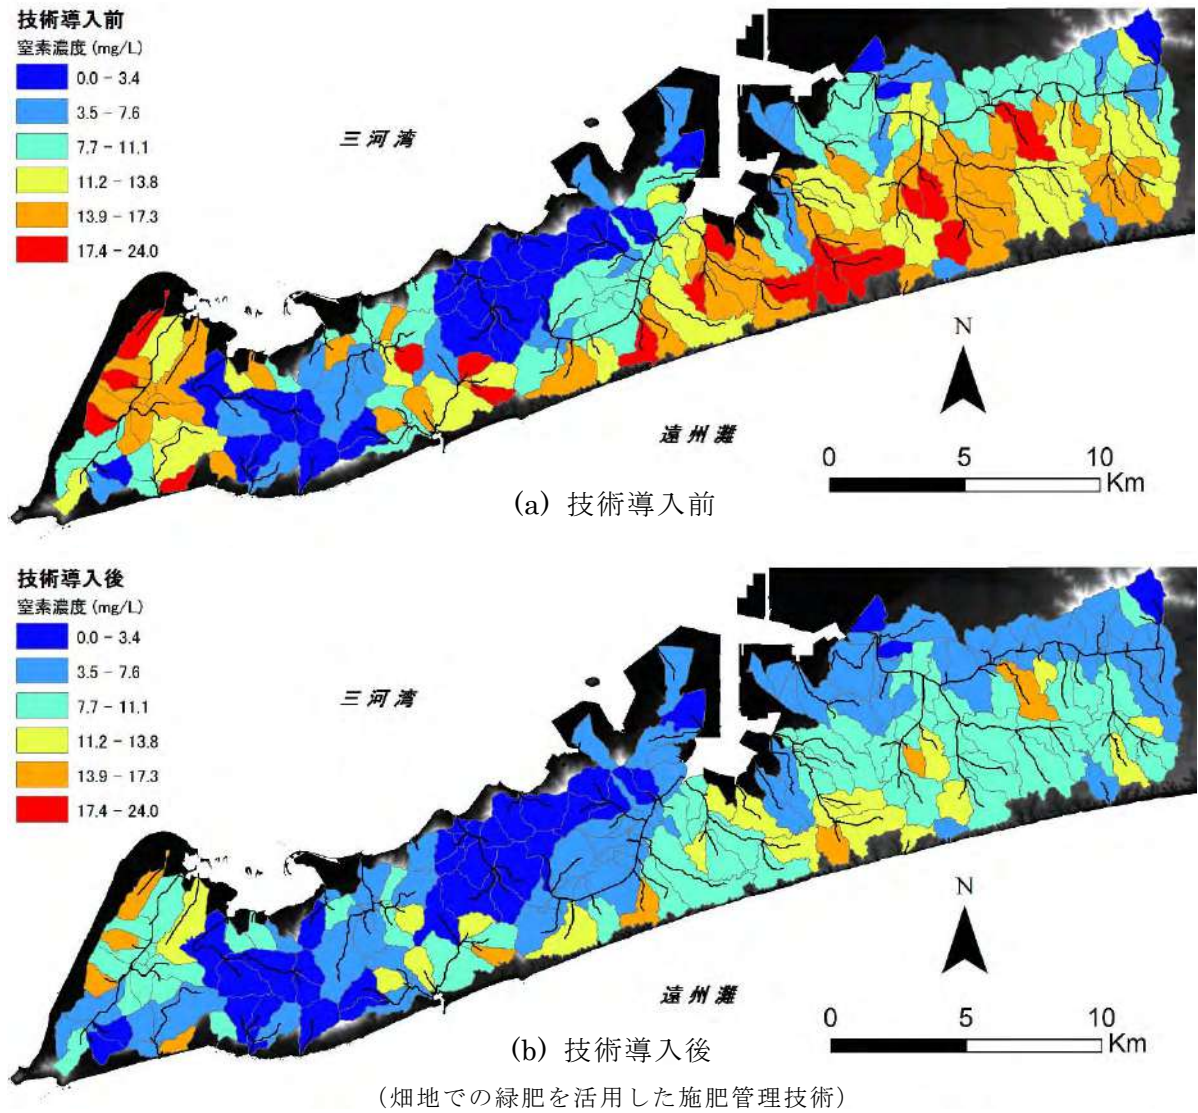 技術導入前
窒素濃度 (mg/L)
0.0 - 3.4
3.5 - 7.6
7.7 - 11.1
11.2 - 13.8
13.9 - 17.3
17.4 - 24.0
三河湾
遠州灘
N
0 5 10
Km
(a) 技術導入前
技術導入後
窒素濃度 (mg/L)
0.0 - 3.4
3.5 - 7.6
7.7 - 11.1
11.2 - 13.8
13.9 - 17.3
17.4 - 24.0
三河湾
遠州灘
N
0 5 10
Km
(b) 技術導入後
(畑地での緑肥を活用した施肥管理技術)